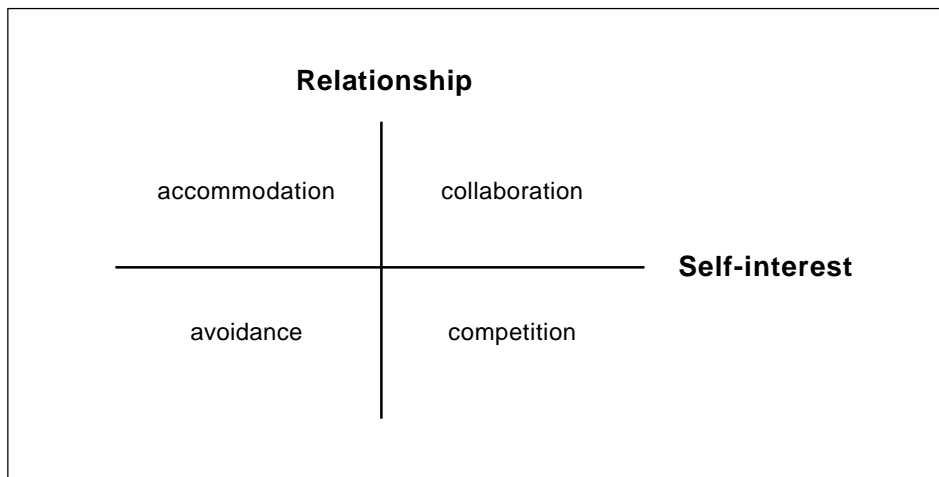 Relationship
accommodation collaboration
Self-interest
avoidance competition